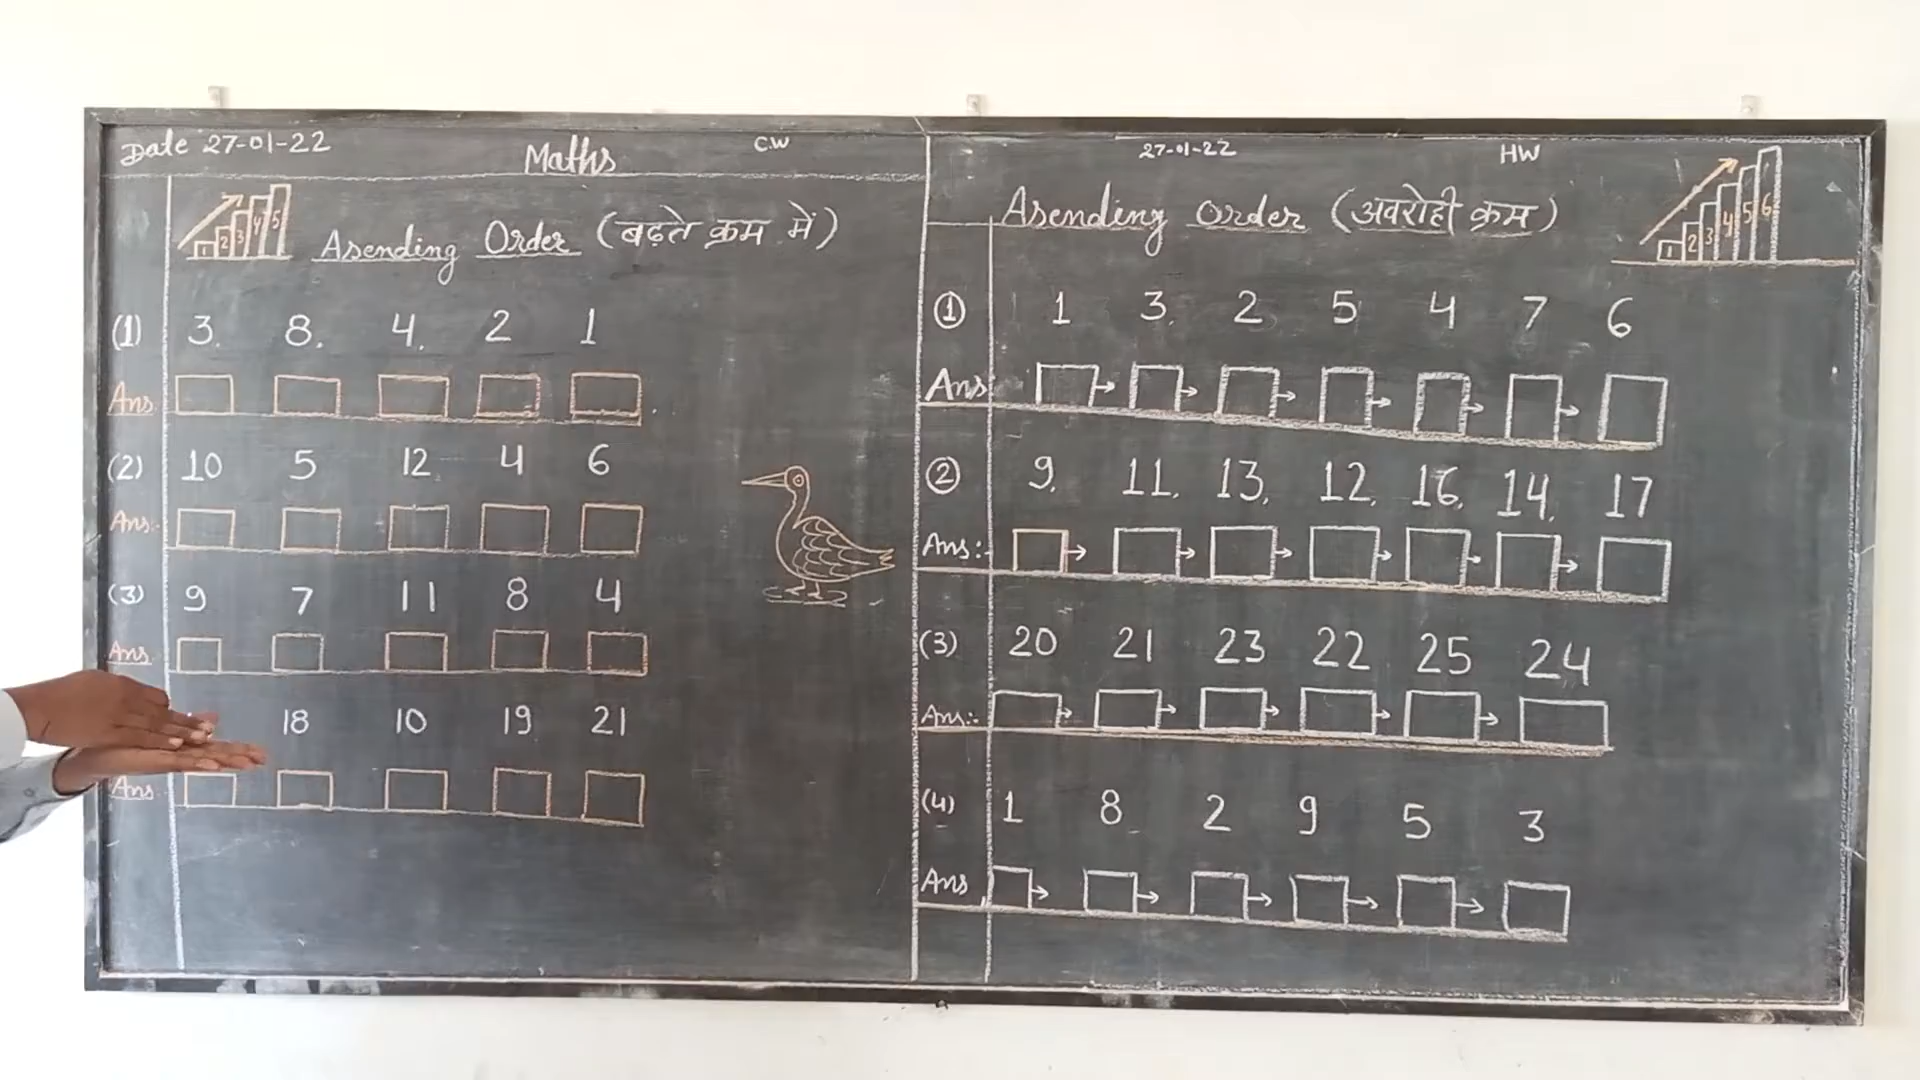 Date 27-01-22 Maths C.W
1 2 3 4 5
Asending Order (बढ़ते क्रम में)
(1) 3. 8. 4. 2 1
Ans
(2) 10 5 12 4 6
Ans:-
(3) 9 7 11 8 4
Ans
18 10 19 21
Ans
27-01-22 HW
Asending Order (अवरोही क्रम)
1 2 3 4 5 6
① 1 3. 2 5 4 7 6
Ans:
② 9. 11. 13. 12. 16. 14. 17
Ans:-
(3) 20 21 23 22 25 24
Ans:-
(4) 1 8 2 9 5 3
Ans